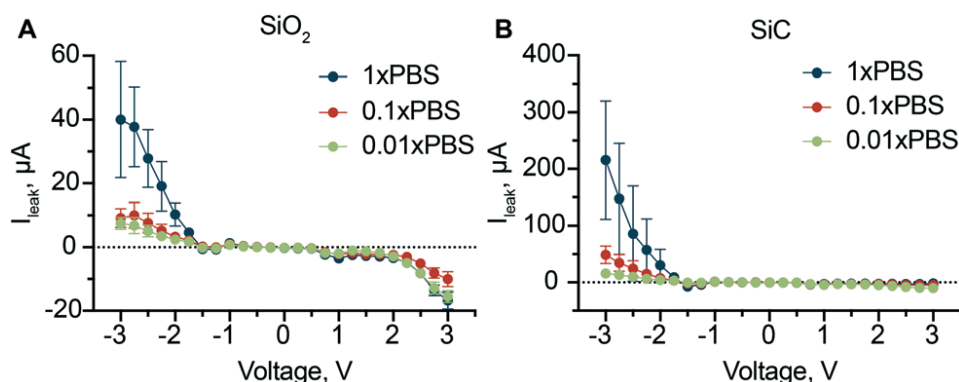 A
SiO2
60
40
20
0
-20
Ileak, µA
1xPBS
0.1xPBS
0.01xPBS
-3 -2 -1 0 1 2 3
Voltage, V
B
SiC
400
300
200
100
0
Ileak, µA
1xPBS
0.1xPBS
0.01xPBS
-3 -2 -1 0 1 2 3
Voltage, V